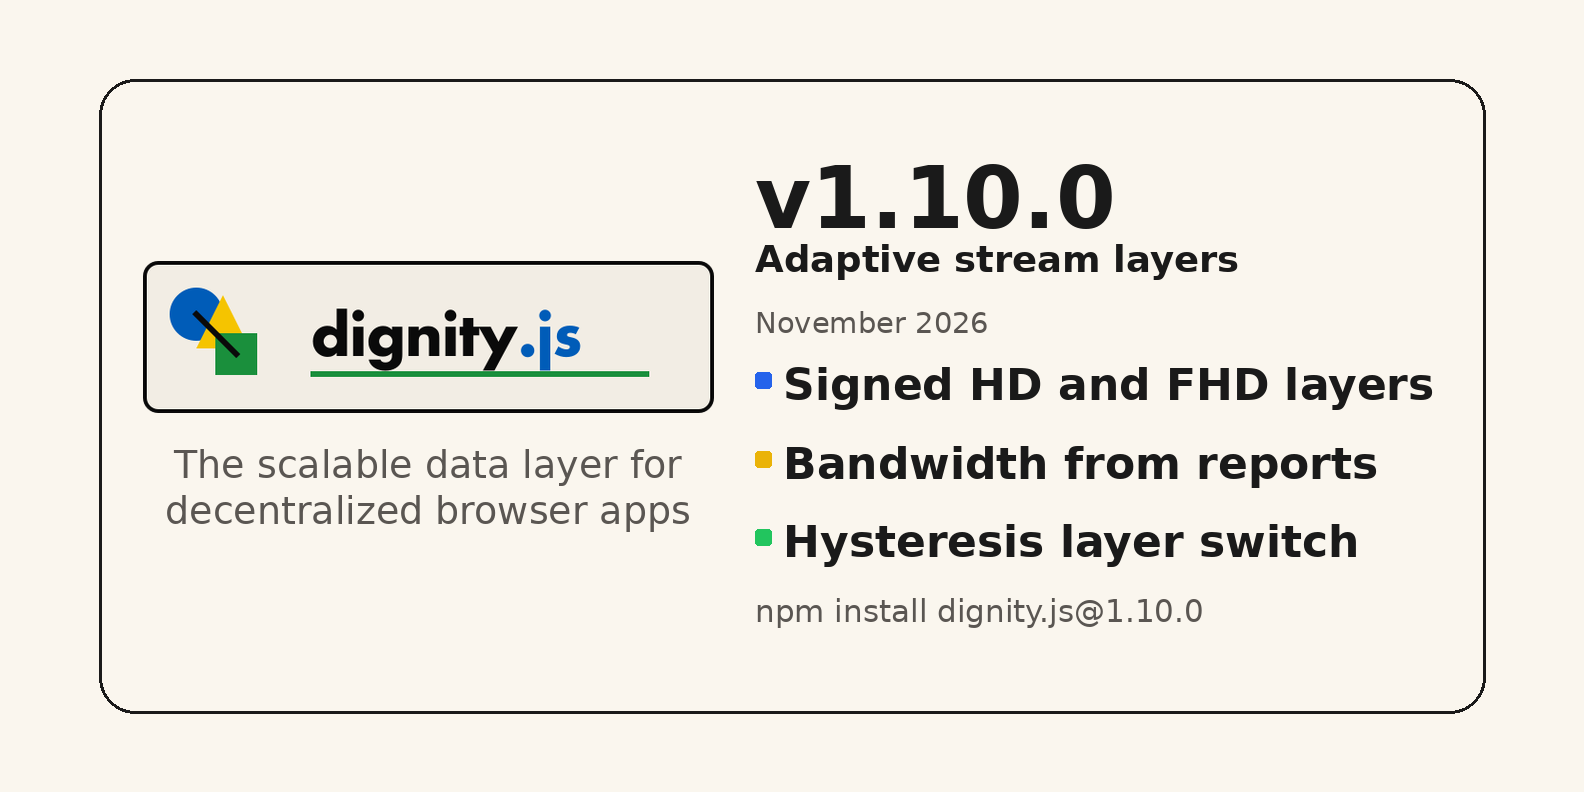 dignity.js
The scalable data layer for
decentralized browser apps
v1.10.0
Adaptive stream layers
November 2026
Signed HD and FHD layers
Bandwidth from reports
Hysteresis layer switch
npm install dignity.js@1.10.0